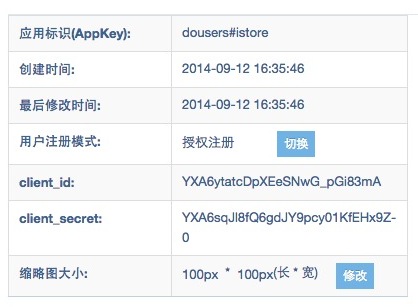 应用标识(AppKey): dousers#istore
创建时间: 2014-09-12 16:35:46
最后修改时间: 2014-09-12 16:35:46
用户注册模式: 授权注册 切换
client_id: YXA6ytatcDpXEeSNwG_pGi83mA
client_secret: YXA6sqJl8fQ6gdJY9pcy01KfEHx9Z-
0
缩略图大小: 100px * 100px(长 * 宽) 修改